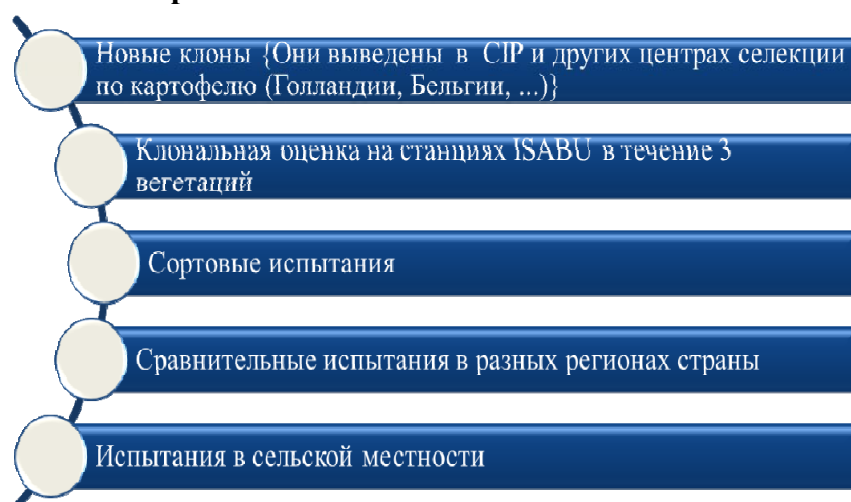 Новые клоны {Они выведены в CIP и других центрах селекции
по картофелю (Голландии, Бельгии, ...)}
Клональная оценка на станциях ISABU в течение 3
вегетаций
Сортовые испытания
Сравнительные испытания в разных регионах страны
Испытания в сельской местности